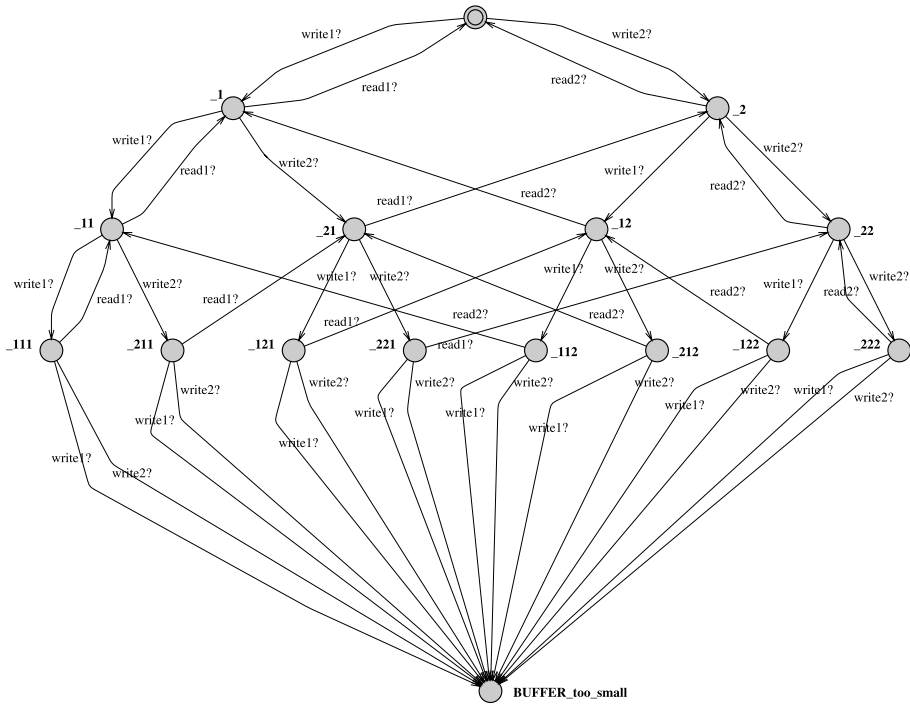 write1?
write2?
read1?
read2?
_1
_2
write1?
read1?
write2?
write1?
write2?
read2?
read1?
read2?
_11
_21
_12
_22
write1?
read1?
write2?
read1?
write1?
write2?
read1?
read2?
read1?
write1?
write2?
read2?
read2?
write1?
read2?
write2?
_111
_211
_121
_221
_112
_212
_122
_222
write1?
write2?
write1?
write2?
write1?
write2?
write1?
write2?
write1?
write2?
write1?
write2?
write1?
write2?
write1?
write2?
BUFFER_too_small